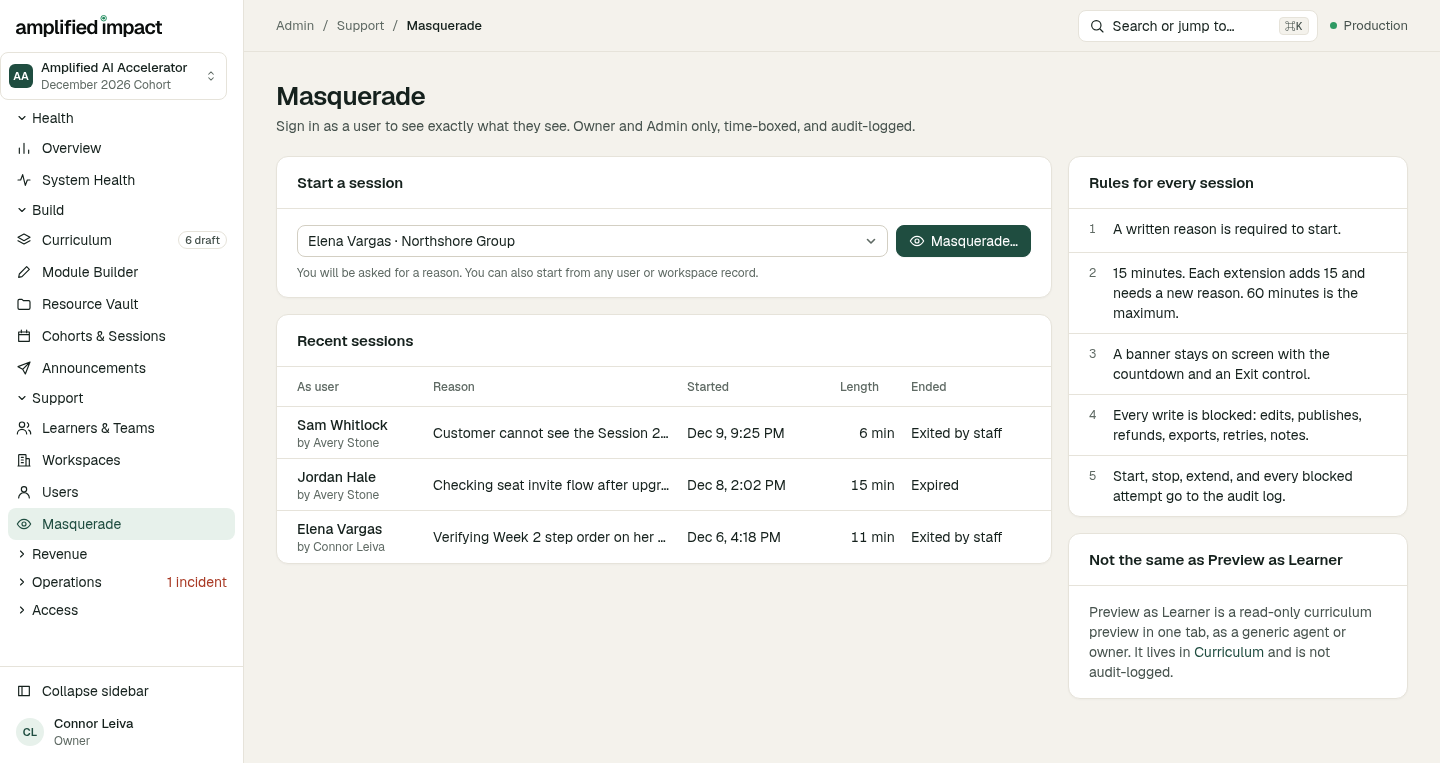 amplified impact
AA
Amplified AI Accelerator
December 2026 Cohort
Health
Overview
System Health
Build
Curriculum
6 draft
Module Builder
Resource Vault
Cohorts & Sessions
Announcements
Support
Learners & Teams
Workspaces
Users
Masquerade
Revenue
Operations
1 incident
Access
Collapse sidebar
CL
Connor Leiva
Owner
Admin / Support / Masquerade
Search or jump to…
⌘K
Production
Masquerade
Sign in as a user to see exactly what they see. Owner and Admin only, time-boxed, and audit-logged.
Start a session
Elena Vargas · Northshore Group
Masquerade…
You will be asked for a reason. You can also start from any user or workspace record.
Recent sessions
As user Reason Started Length Ended
Sam Whitlock
by Avery Stone
Customer cannot see the Session 2… Dec 9, 9:25 PM 6 min Exited by staff
Jordan Hale
by Avery Stone
Checking seat invite flow after upgr… Dec 8, 2:02 PM 15 min Expired
Elena Vargas
by Connor Leiva
Verifying Week 2 step order on her … Dec 6, 4:18 PM 11 min Exited by staff
Rules for every session
1 A written reason is required to start.
2 15 minutes. Each extension adds 15 and
needs a new reason. 60 minutes is the
maximum.
3 A banner stays on screen with the
countdown and an Exit control.
4 Every write is blocked: edits, publishes,
refunds, exports, retries, notes.
5 Start, stop, extend, and every blocked
attempt go to the audit log.
Not the same as Preview as Learner
Preview as Learner is a read-only curriculum
preview in one tab, as a generic agent or
owner. It lives in Curriculum and is not
audit-logged.